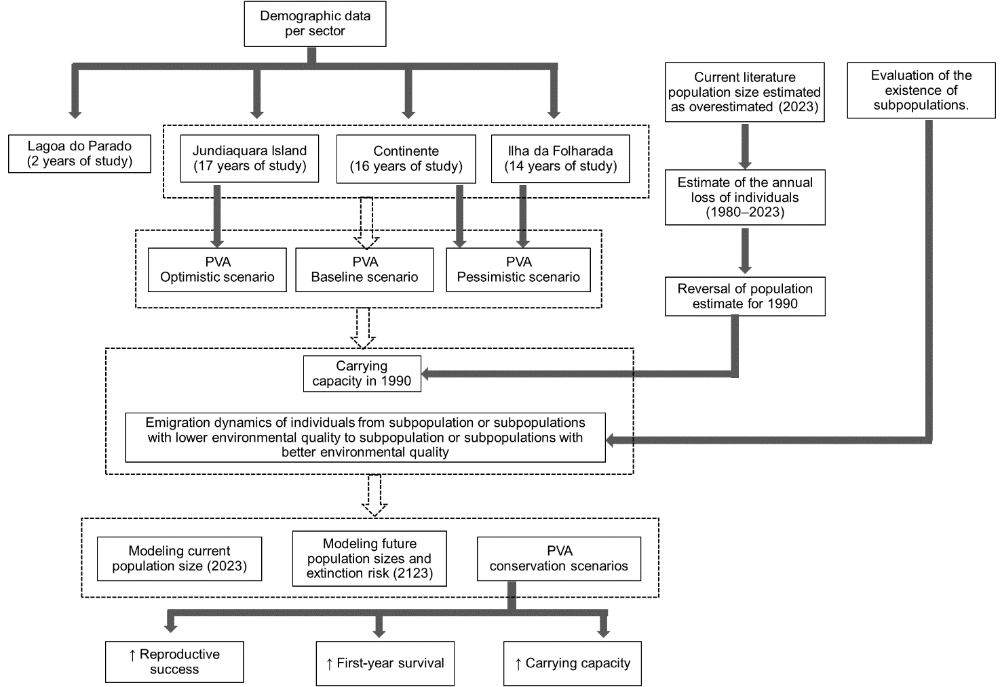 Demographic data
per sector
Current literature
population size estimated
as overestimated (2023)
Evaluation of the
existence of
subpopulations.
Lagoa do Parado
(2 years of study)
Jundiaquara Island
(17 years of study)
Continente
(16 years of study)
Ilha da Folharada
(14 years of study)
Estimate of the annual
loss of individuals
(1980–2023)
PVA
Optimistic scenario
PVA
Baseline scenario
PVA
Pessimistic scenario
Reversal of population
estimate for 1990
Carrying
capacity in 1990
Emigration dynamics of individuals from subpopulation or subpopulations
with lower environmental quality to subpopulation or subpopulations with
better environmental quality
Modeling current
population size (2023)
Modeling future
population sizes and
extinction risk (2123)
PVA
conservation scenarios
↑ Reproductive
success
↑ First-year survival
↑ Carrying capacity